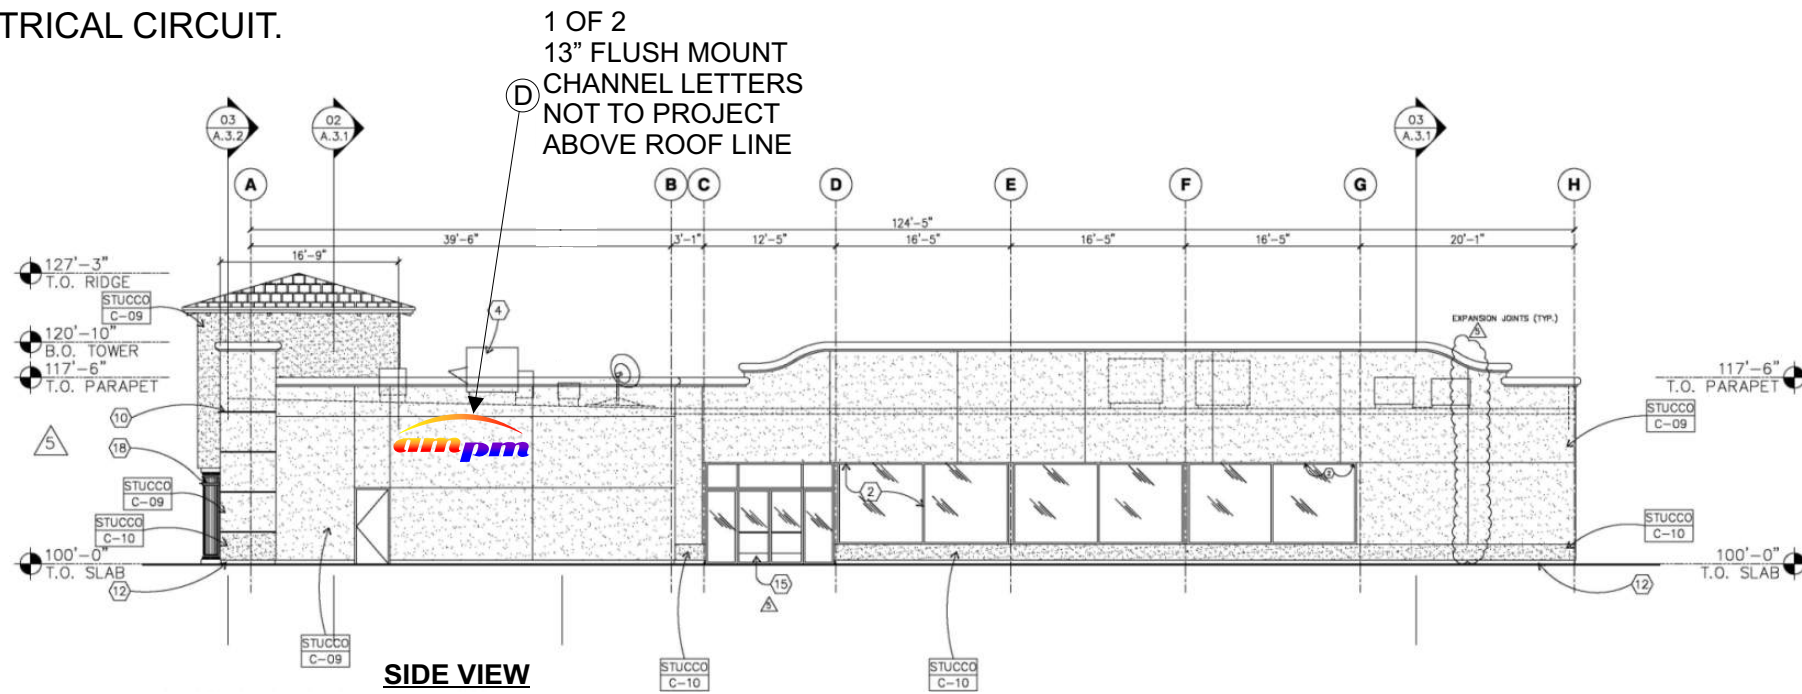 TRICAL CIRCUIT.
1 OF 2
13” FLUSH MOUNT
D CHANNEL LETTERS
NOT TO PROJECT
ABOVE ROOF LINE
03
A.3.2
02
A.3.1
03
A.3.1
A B C D E F G H
124'-5"
39'-6" 3'-1" 12'-5" 16'-5" 16'-5" 16'-5" 20'-1"
16'-9"
127'-3"
T.O. RIDGE
STUCCO
C-09
4
EXPANSION JOINTS (TYP.)
5
120'-10"
B.O. TOWER
117'-6"
T.O. PARAPET
117'-6"
T.O. PARAPET
10
5
18
ampm
STUCCO
C-09
STUCCO
C-09
2
2
STUCCO
C-10
STUCCO
C-10
100'-0"
T.O. SLAB
100'-0"
T.O. SLAB
12
15
5
12
STUCCO
C-09
STUCCO
C-10
STUCCO
C-10
SIDE VIEW